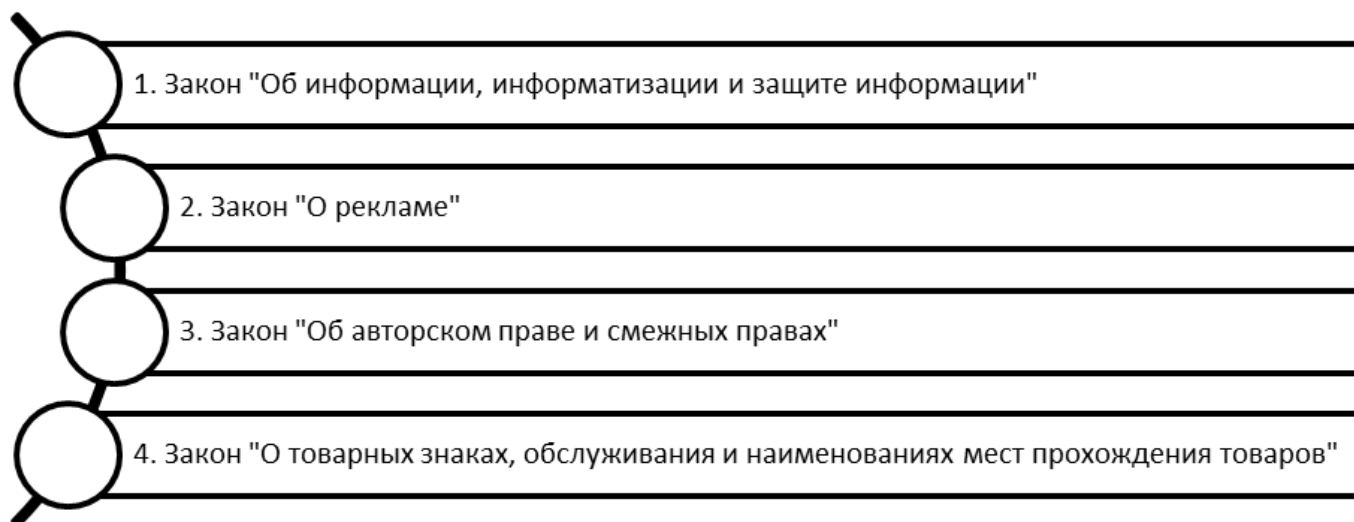 1. Закон "Об информации, информатизации и защите информации"
2. Закон "О рекламе"
3. Закон "Об авторском праве и смежных правах"
4. Закон "О товарных знаках, обслуживания и наименованиях мест прохождения товаров"